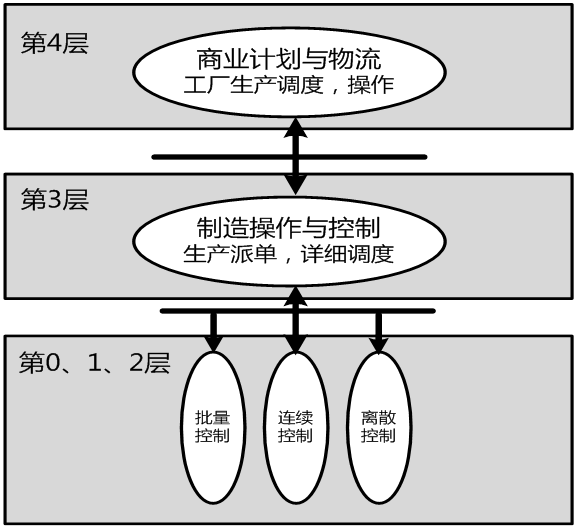 第4层
商业计划与物流
工厂生产调度，操作
第3层
制造操作与控制
生产派单，详细调度
第0、1、2层
批量
控制
连续
控制
离散
控制